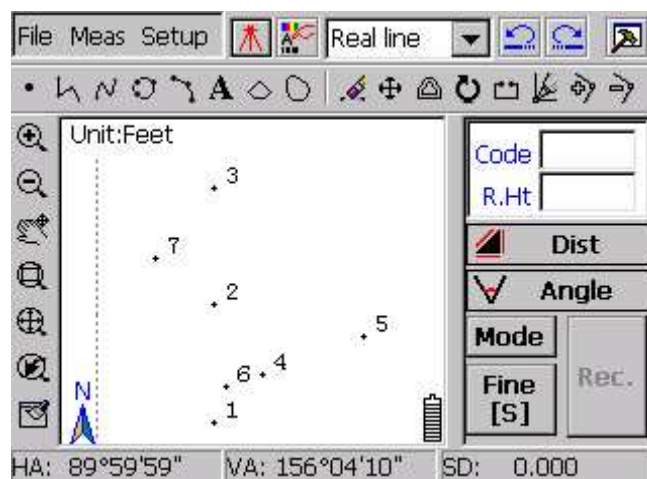 File Meas Setup Real line
A
Unit:Feet
Code
R.Ht
3
7
Dist
2
Angle
5
Mode
4
6
Rec.
Fine
[S]
N
1
HA: 89°59'59" VA: 156°04'10" SD: 0.000